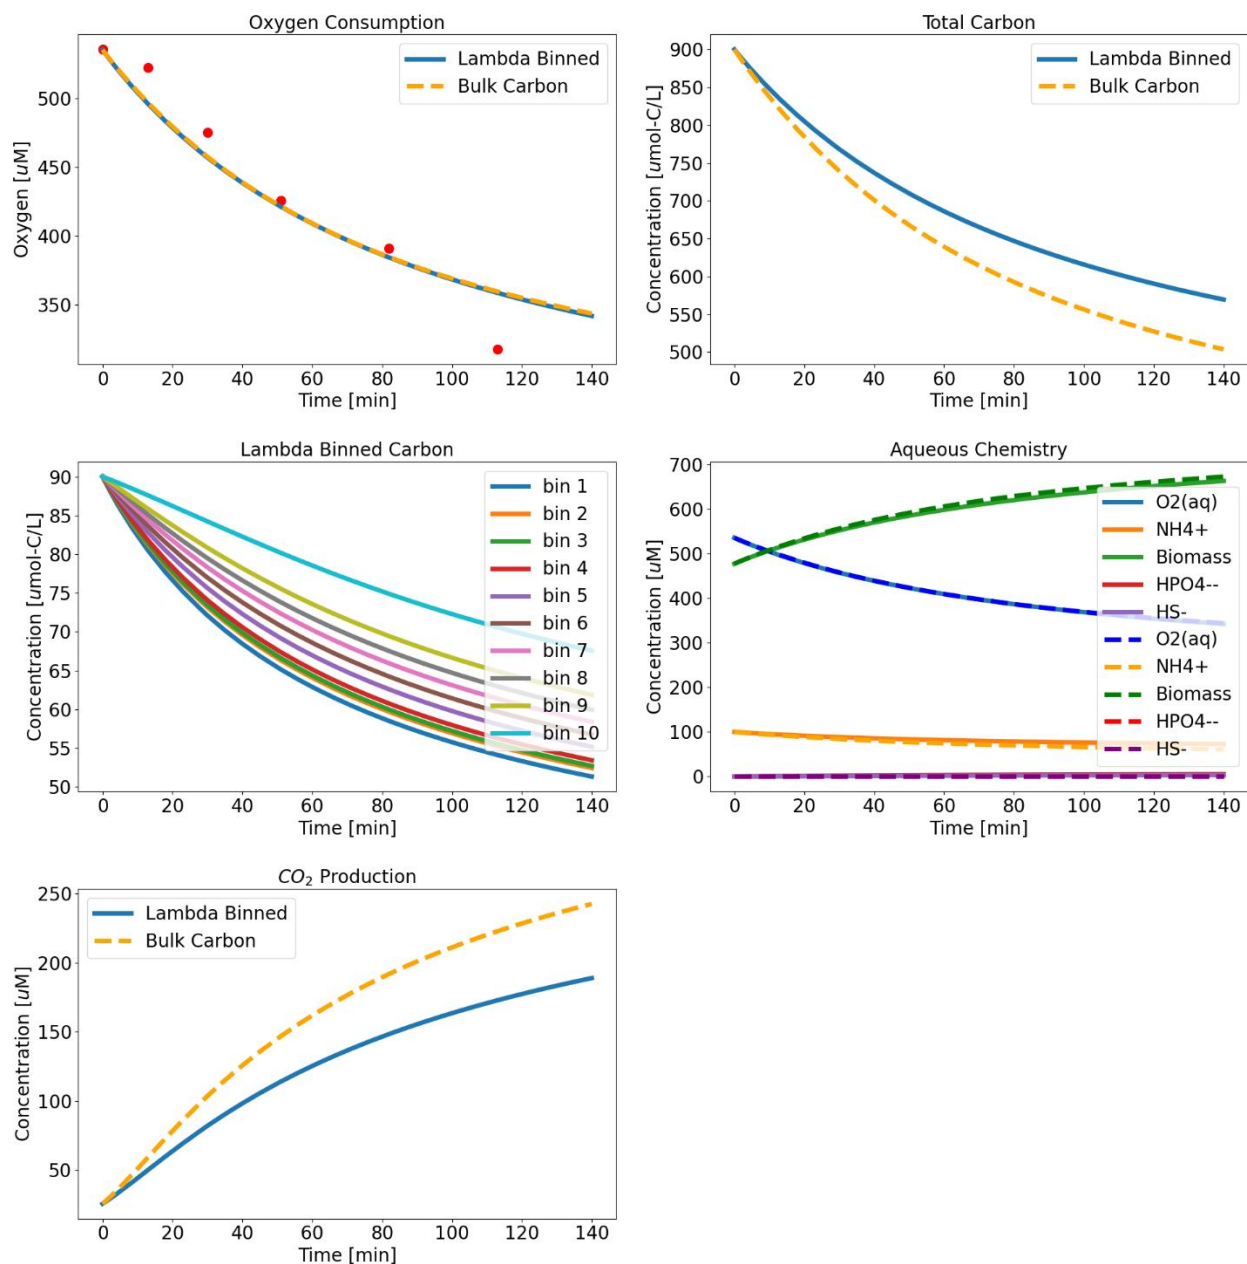 Oxygen Consumption
Oxygen [uM]
500
450
400
350
Lambda Binned
Bulk Carbon
0 20 40 60 80 100 120 140
Time [min]
Total Carbon
Concentration [umol-C/L]
900
850
800
750
700
650
600
550
500
Lambda Binned
Bulk Carbon
0 20 40 60 80 100 120 140
Time [min]
Lambda Binned Carbon
Concentration [umol-C/L]
90
85
80
75
70
65
60
55
50
bin 1
bin 2
bin 3
bin 4
bin 5
bin 6
bin 7
bin 8
bin 9
bin 10
0 20 40 60 80 100 120 140
Time [min]
Aqueous Chemistry
Concentration [uM]
700
600
500
400
300
200
100
0
O2(aq)
NH4+
Biomass
HPO4--
HS-
O2(aq)
NH4+
Biomass
HPO4--
HS-
0 20 40 60 80 100 120 140
Time [min]
CO2 Production
Concentration [uM]
250
200
150
100
50
Lambda Binned
Bulk Carbon
0 20 40 60 80 100 120 140
Time [min]